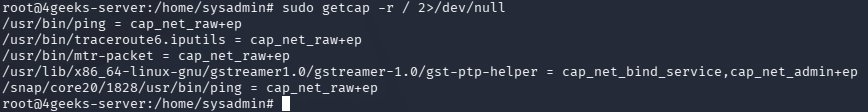 root@4geeks-server:/home/sysadmin# sudo getcap -r / 2>/dev/null
/usr/bin/ping = cap_net_raw+ep
/usr/bin/traceroute6.iputils = cap_net_raw+ep
/usr/bin/mtr-packet = cap_net_raw+ep
/usr/lib/x86_64-linux-gnu/gstreamer1.0/gstreamer-1.0/gst-ptp-helper = cap_net_bind_service,cap_net_admin+ep
/snap/core20/1828/usr/bin/ping = cap_net_raw+ep
root@4geeks-server:/home/sysadmin#